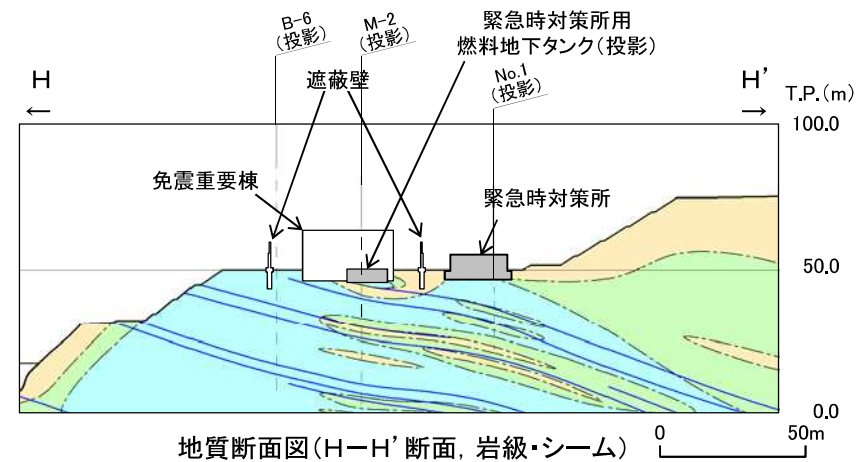 B-6
(投影)
M-2
(投影)
緊急時対策所用
燃料地下タンク(投影)
No.1
(投影)
H
←
遮蔽壁
H’
→
T.P.(m)
100.0
免震重要棟
緊急時対策所
50.0
0.0
地質断面図(H-H’断面, 岩級・シーム)
0
50m